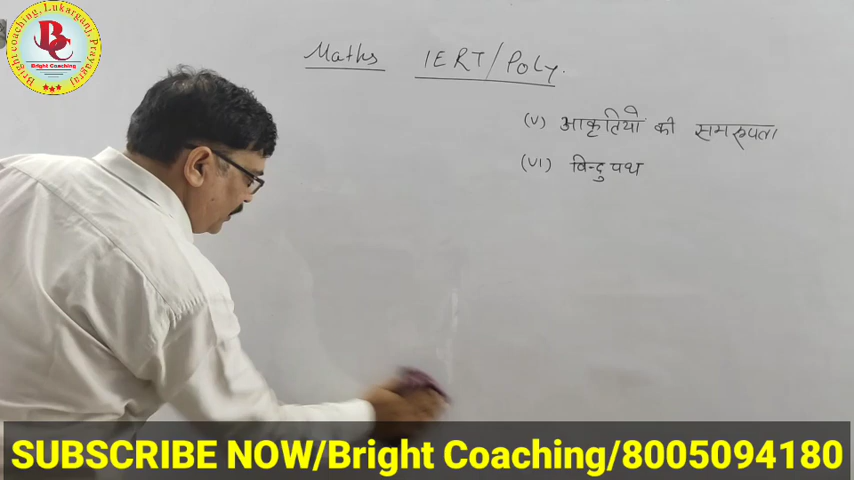 Bright coaching, Lukarganj, Prayagraj
BC
Bright Coaching
Maths IERT/Poly.
(V) आकृतियों की समरूपता
(VI) बिन्दु पथ
SUBSCRIBE NOW/Bright Coaching/8005094180